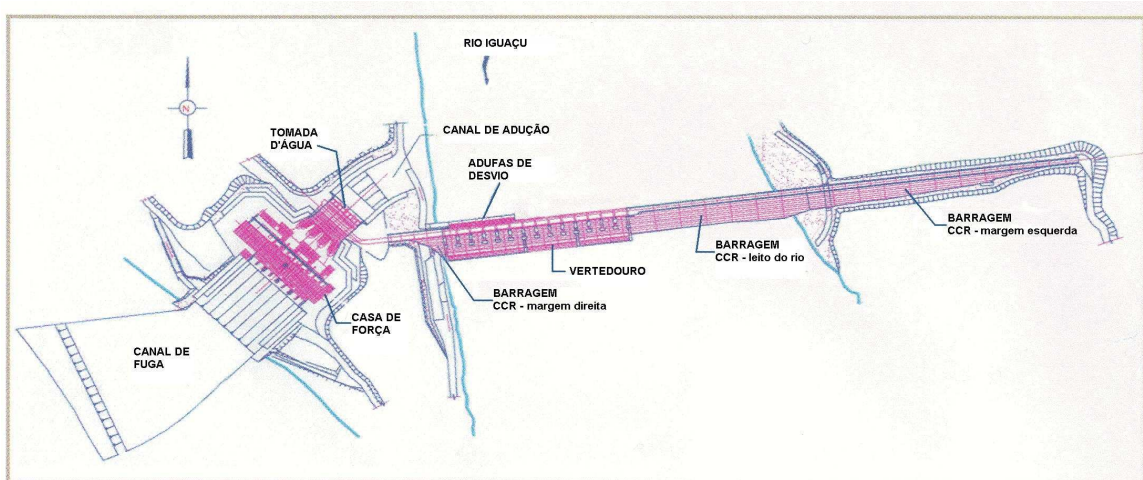 RIO IGUAÇU
N
TOMADA
D'ÁGUA
CANAL DE ADUÇÃO
ADUFAS DE
DESVIO
BARRAGEM
CCR - margem esquerda
BARRAGEM
CCR - leito do rio
VERTEDOURO
BARRAGEM
CCR - margem direita
CASA DE
FORÇA
CANAL DE
FUGA